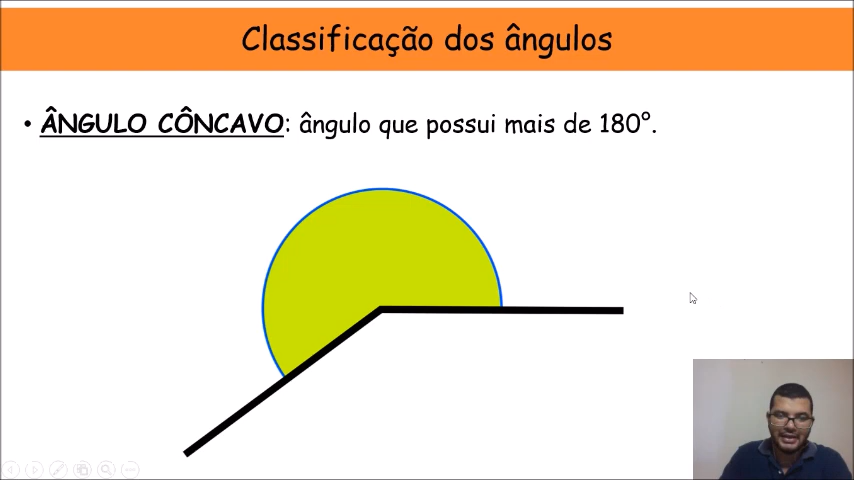 Classificação dos ângulos
• ÂNGULO CÔNCAVO: ângulo que possui mais de 180°.